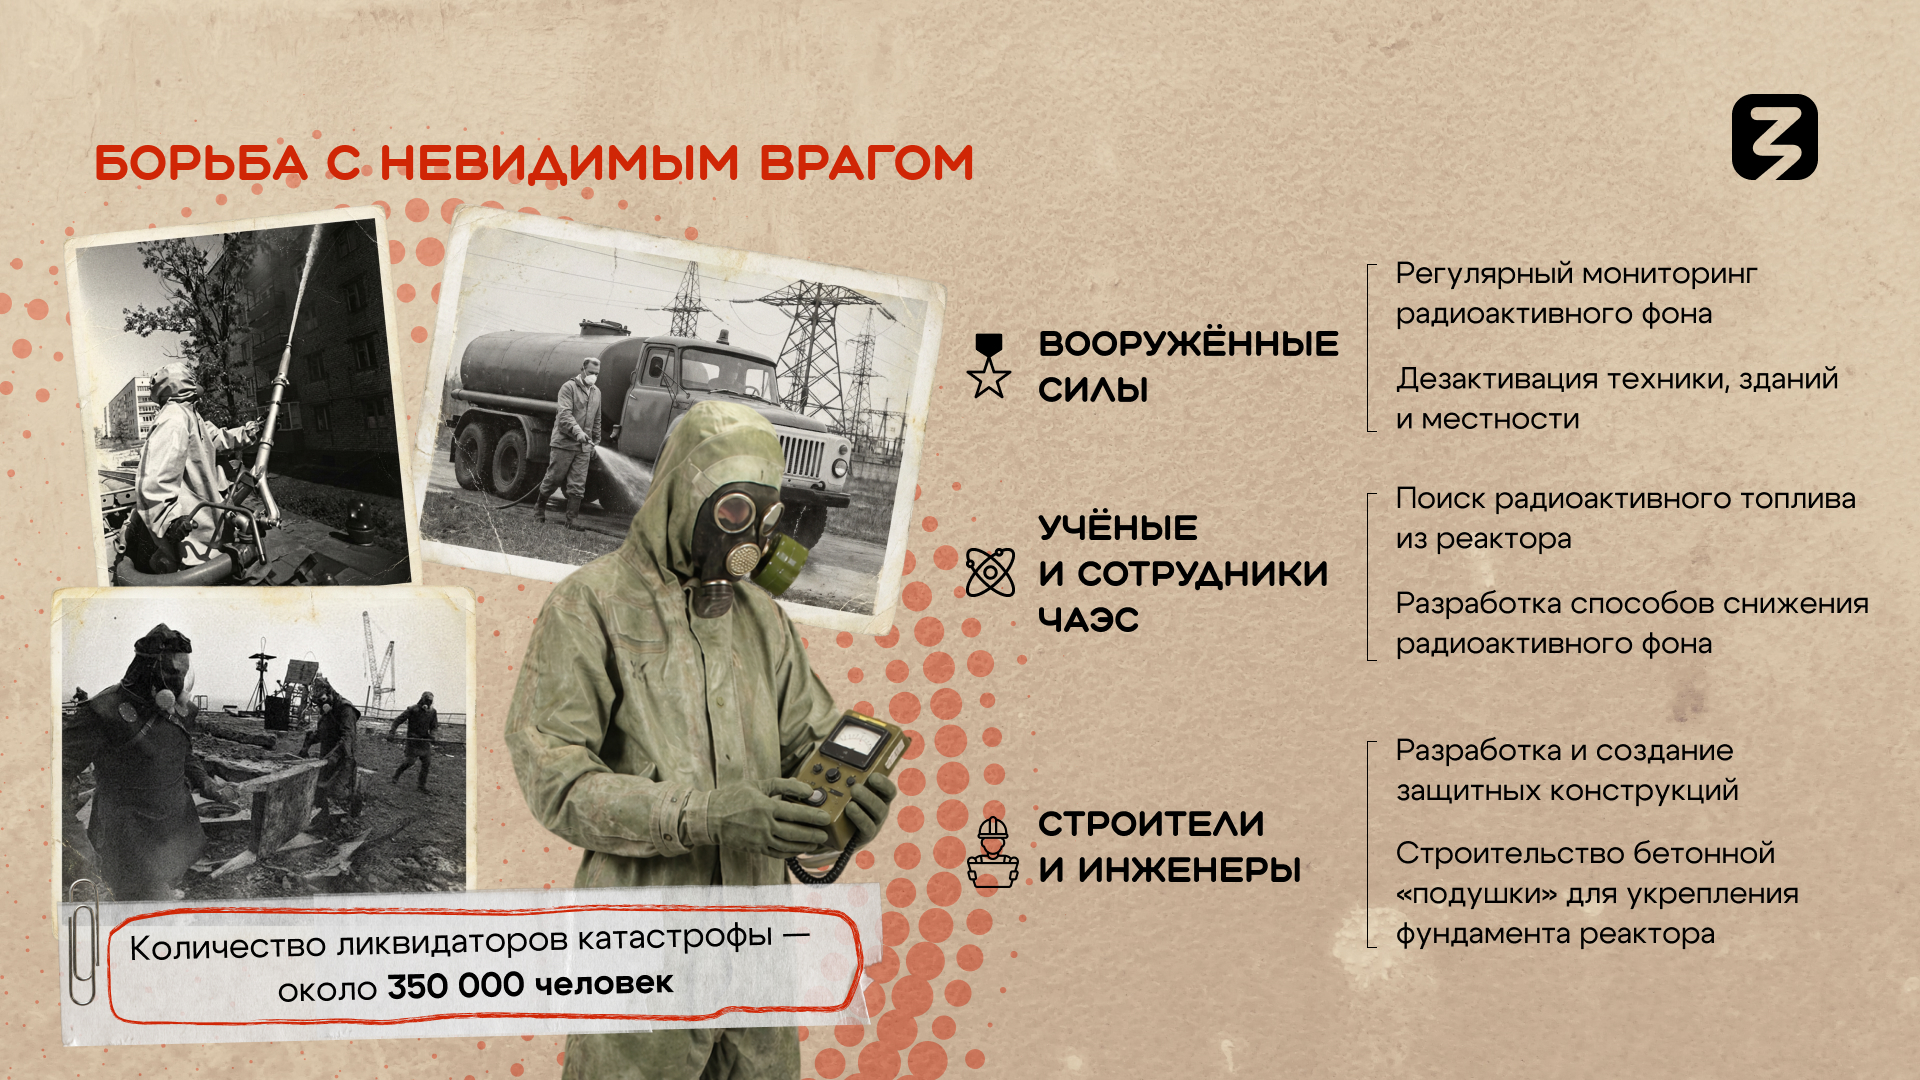 БОРЬБА С НЕВИДИМЫМ ВРАГОМ
ВООРУЖЁННЫЕ
СИЛЫ
Регулярный мониторинг
радиоактивного фона
Дезактивация техники, зданий
и местности
УЧЁНЫЕ
И СОТРУДНИКИ
ЧАЭС
Поиск радиоактивного топлива
из реактора
Разработка способов снижения
радиоактивного фона
СТРОИТЕЛИ
И ИНЖЕНЕРЫ
Разработка и создание
защитных конструкций
Строительство бетонной
«подушки» для укрепления
фундамента реактора
Количество ликвидаторов катастрофы —
около 350 000 человек